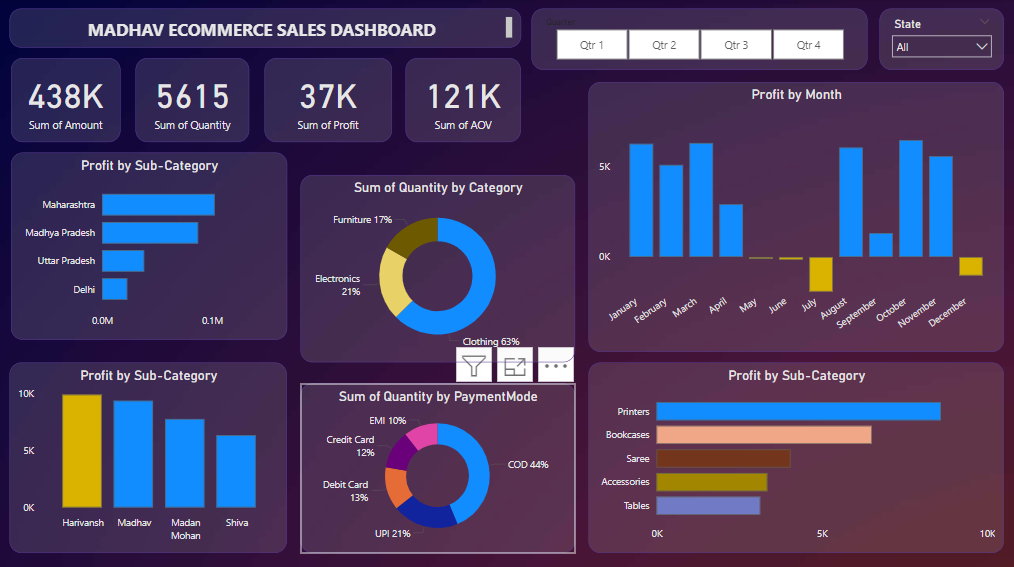 MADHAV ECOMMERCE SALES DASHBOARD
Quarter
Qtr 1
Qtr 2
Qtr 3
Qtr 4
State
All
438K
Sum of Amount
5615
Sum of Quantity
37K
Sum of Profit
121K
Sum of AOV
Profit by Sub-Category
Maharashtra
Madhya Pradesh
Uttar Pradesh
Delhi
0.0M
0.1M
Sum of Quantity by Category
Furniture 17%
Electronics
21%
Clothing 63%
Profit by Month
5K
0K
January
February
March
April
May
June
July
August
September
October
November
December
Profit by Sub-Category
10K
5K
0K
Harivansh
Madhav
Madan
Mohan
Shiva
Sum of Quantity by PaymentMode
EMI 10%
Credit Card
12%
Debit Card
13%
UPI 21%
COD 44%
Profit by Sub-Category
Printers
Bookcases
Saree
Accessories
Tables
0K
5K
10K